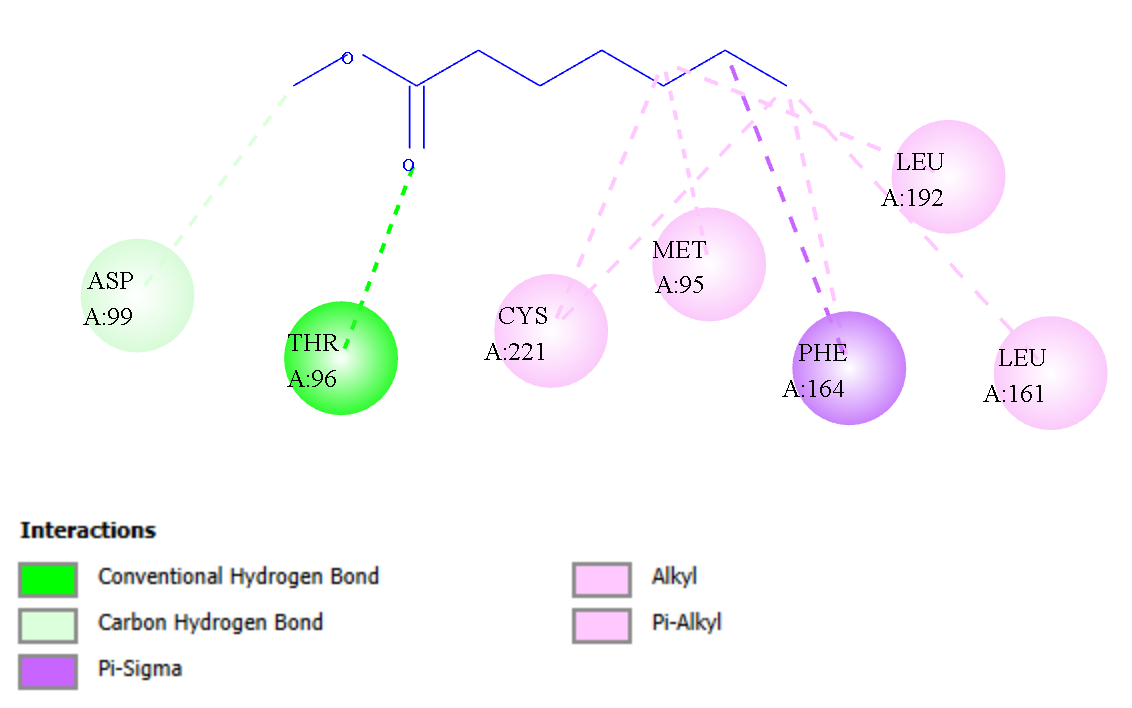 O
O
LEU
A:192
MET
A:95
ASP
A:99
CYS
A:221
THR
A:96
PHE
A:164
LEU
A:161
Interactions
Conventional Hydrogen Bond
Carbon Hydrogen Bond
Pi-Sigma
Alkyl
Pi-Alkyl